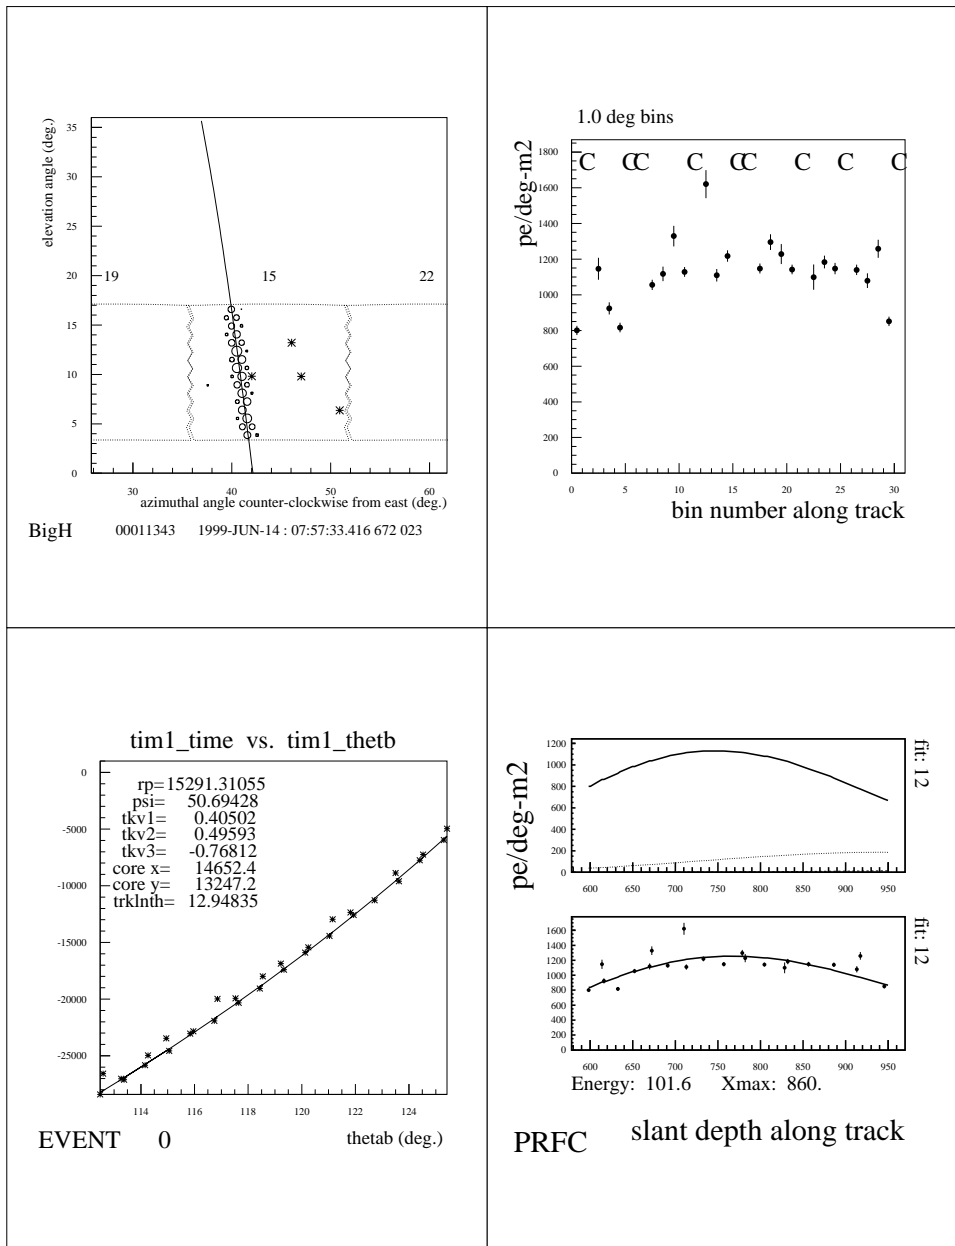 elevation angle (deg.)
35
30
25
20
15
10
5
0
19
15
22
30
40
50
60
azimuthal angle counter-clockwise from east (deg.)
BigH 00011343 1999-JUN-14 : 07:57:33.416 672 023
1.0 deg bins
pe/deg-m2
1800
1600
1400
1200
1000
800
600
400
200
0
C C C C C C C C C
0 5 10 15 20 25 30
bin number along track
tim1_time vs. tim1_thetb
0
-5000
-10000
-15000
-20000
-25000
rp=15291.31055
psi= 50.69428
tkv1= 0.40502
tkv2= 0.49593
tkv3= -0.76812
core x= 14652.4
core y= 13247.2
trklnth= 12.94835
114 116 118 120 122 124
EVENT 0 thetab (deg.)
pe/deg-m2
1200
1000
800
600
400
200
0
600 650 700 750 800 850 900 950
fit: 12
1600
1400
1200
1000
800
600
400
200
0
600 650 700 750 800 850 900 950
fit: 12
Energy: 101.6 Xmax: 860.
PRFC slant depth along track